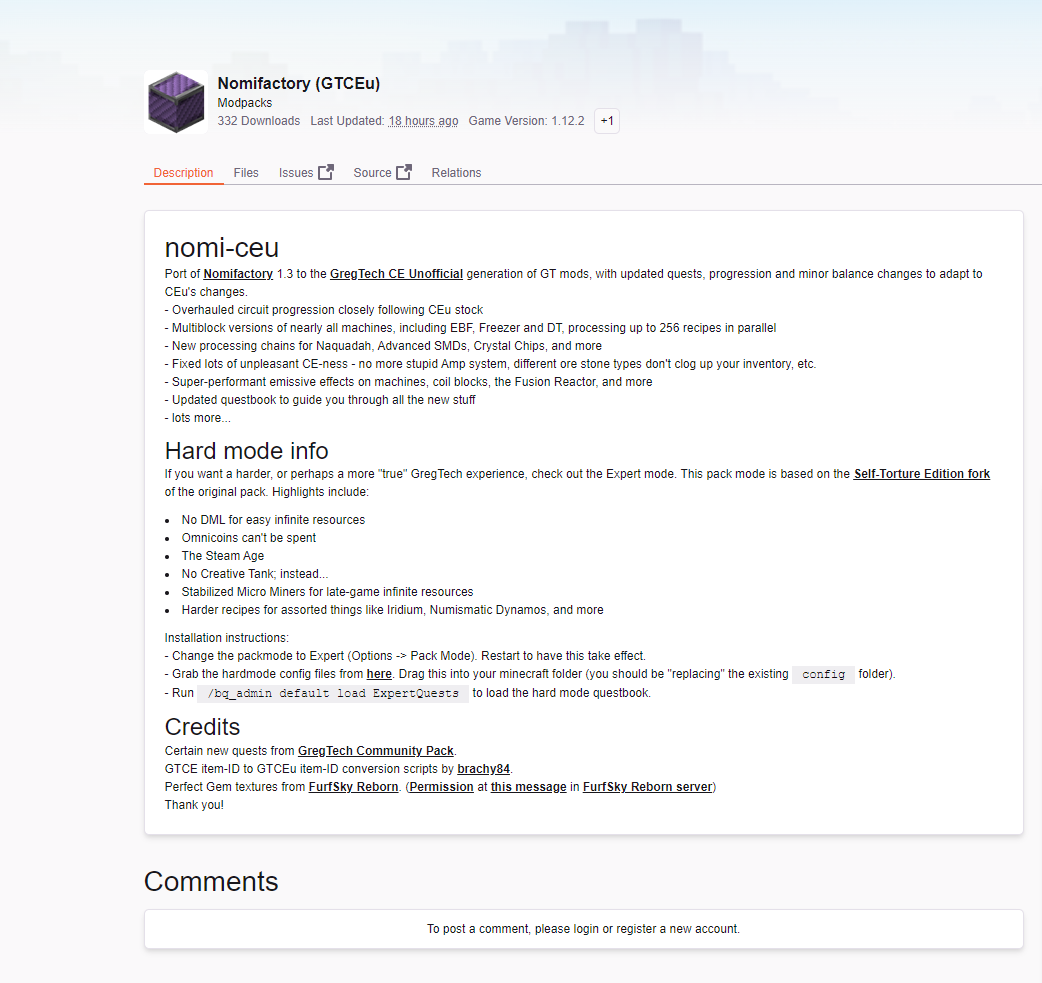 Nomifactory (GTCEu)
Modpacks
332 Downloads Last Updated: 18 hours ago Game Version: 1.12.2 +1
Description Files Issues Source Relations
nomi-ceu
Port of Nomifactory 1.3 to the GregTech CE Unofficial generation of GT mods, with updated quests, progression and minor balance changes to adapt to
CEu's changes.
- Overhauled circuit progression closely following CEu stock
- Multiblock versions of nearly all machines, including EBF, Freezer and DT, processing up to 256 recipes in parallel
- New processing chains for Naquadah, Advanced SMDs, Crystal Chips, and more
- Fixed lots of unpleasant CE-ness - no more stupid Amp system, different ore stone types don't clog up your inventory, etc.
- Super-performant emissive effects on machines, coil blocks, the Fusion Reactor, and more
- Updated questbook to guide you through all the new stuff
- lots more...
Hard mode info
If you want a harder, or perhaps a more "true" GregTech experience, check out the Expert mode. This pack mode is based on the Self-Torture Edition fork
of the original pack. Highlights include:
• No DML for easy infinite resources
• Omnicoins can't be spent
• The Steam Age
• No Creative Tank; instead...
• Stabilized Micro Miners for late-game infinite resources
• Harder recipes for assorted things like Iridium, Numismatic Dynamos, and more
Installation instructions:
- Change the packmode to Expert (Options -> Pack Mode). Restart to have this take effect.
- Grab the hardmode config files from here. Drag this into your minecraft folder (you should be "replacing" the existing config folder).
- Run /bq_admin default load ExpertQuests to load the hard mode questbook.
Credits
Certain new quests from GregTech Community Pack.
GTCE item-ID to GTCEu item-ID conversion scripts by brachy84.
Perfect Gem textures from FurfSky Reborn. (Permission at this message in FurfSky Reborn server)
Thank you!
Comments
To post a comment, please login or register a new account.